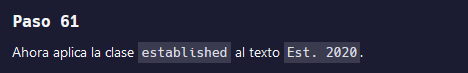 Paso 61
Ahora aplica la clase established al texto Est. 2020.